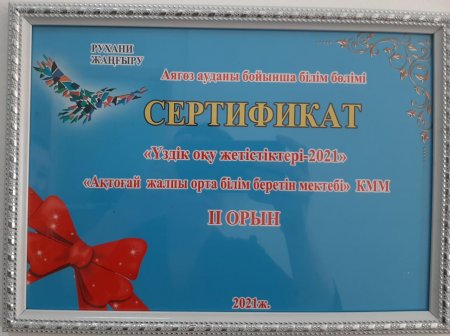 РУХАНИ
ЖАҢҒЫРУ
Аягөз ауданы бойынша білім бөлімі
СЕРТИФИКАТ
«Үздік оқу жетістіктері-2021»
«Ақтоғай жалпы орта білім беретін мектебі» КММ
ІІ ОРЫН
2021ж.